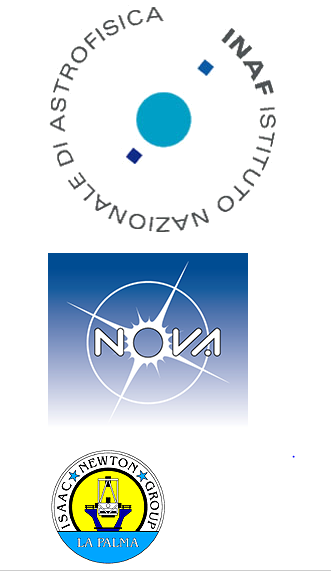 INAF ISTITUTO NAZIONALE DI ASTROFISICA
NOVA
ISAAC NEWTON GROUP
LA PALMA